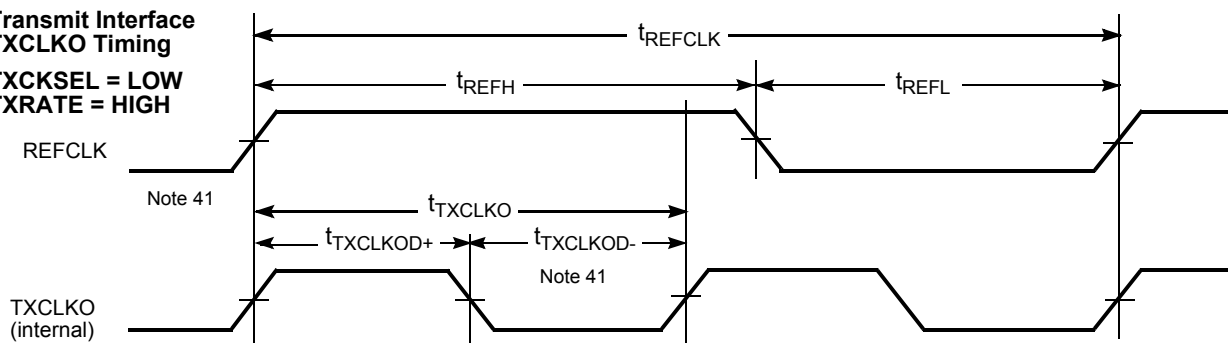 Transmit Interface
TXCLKO Timing
TXCKSEL = LOW
TXRATE = HIGH
tREFCLK
tREFH
tREFL
REFCLK
Note 41
tTXCLKO
tTXCLKOD+
tTXCLKOD-
Note 41
TXCLKO
(internal)